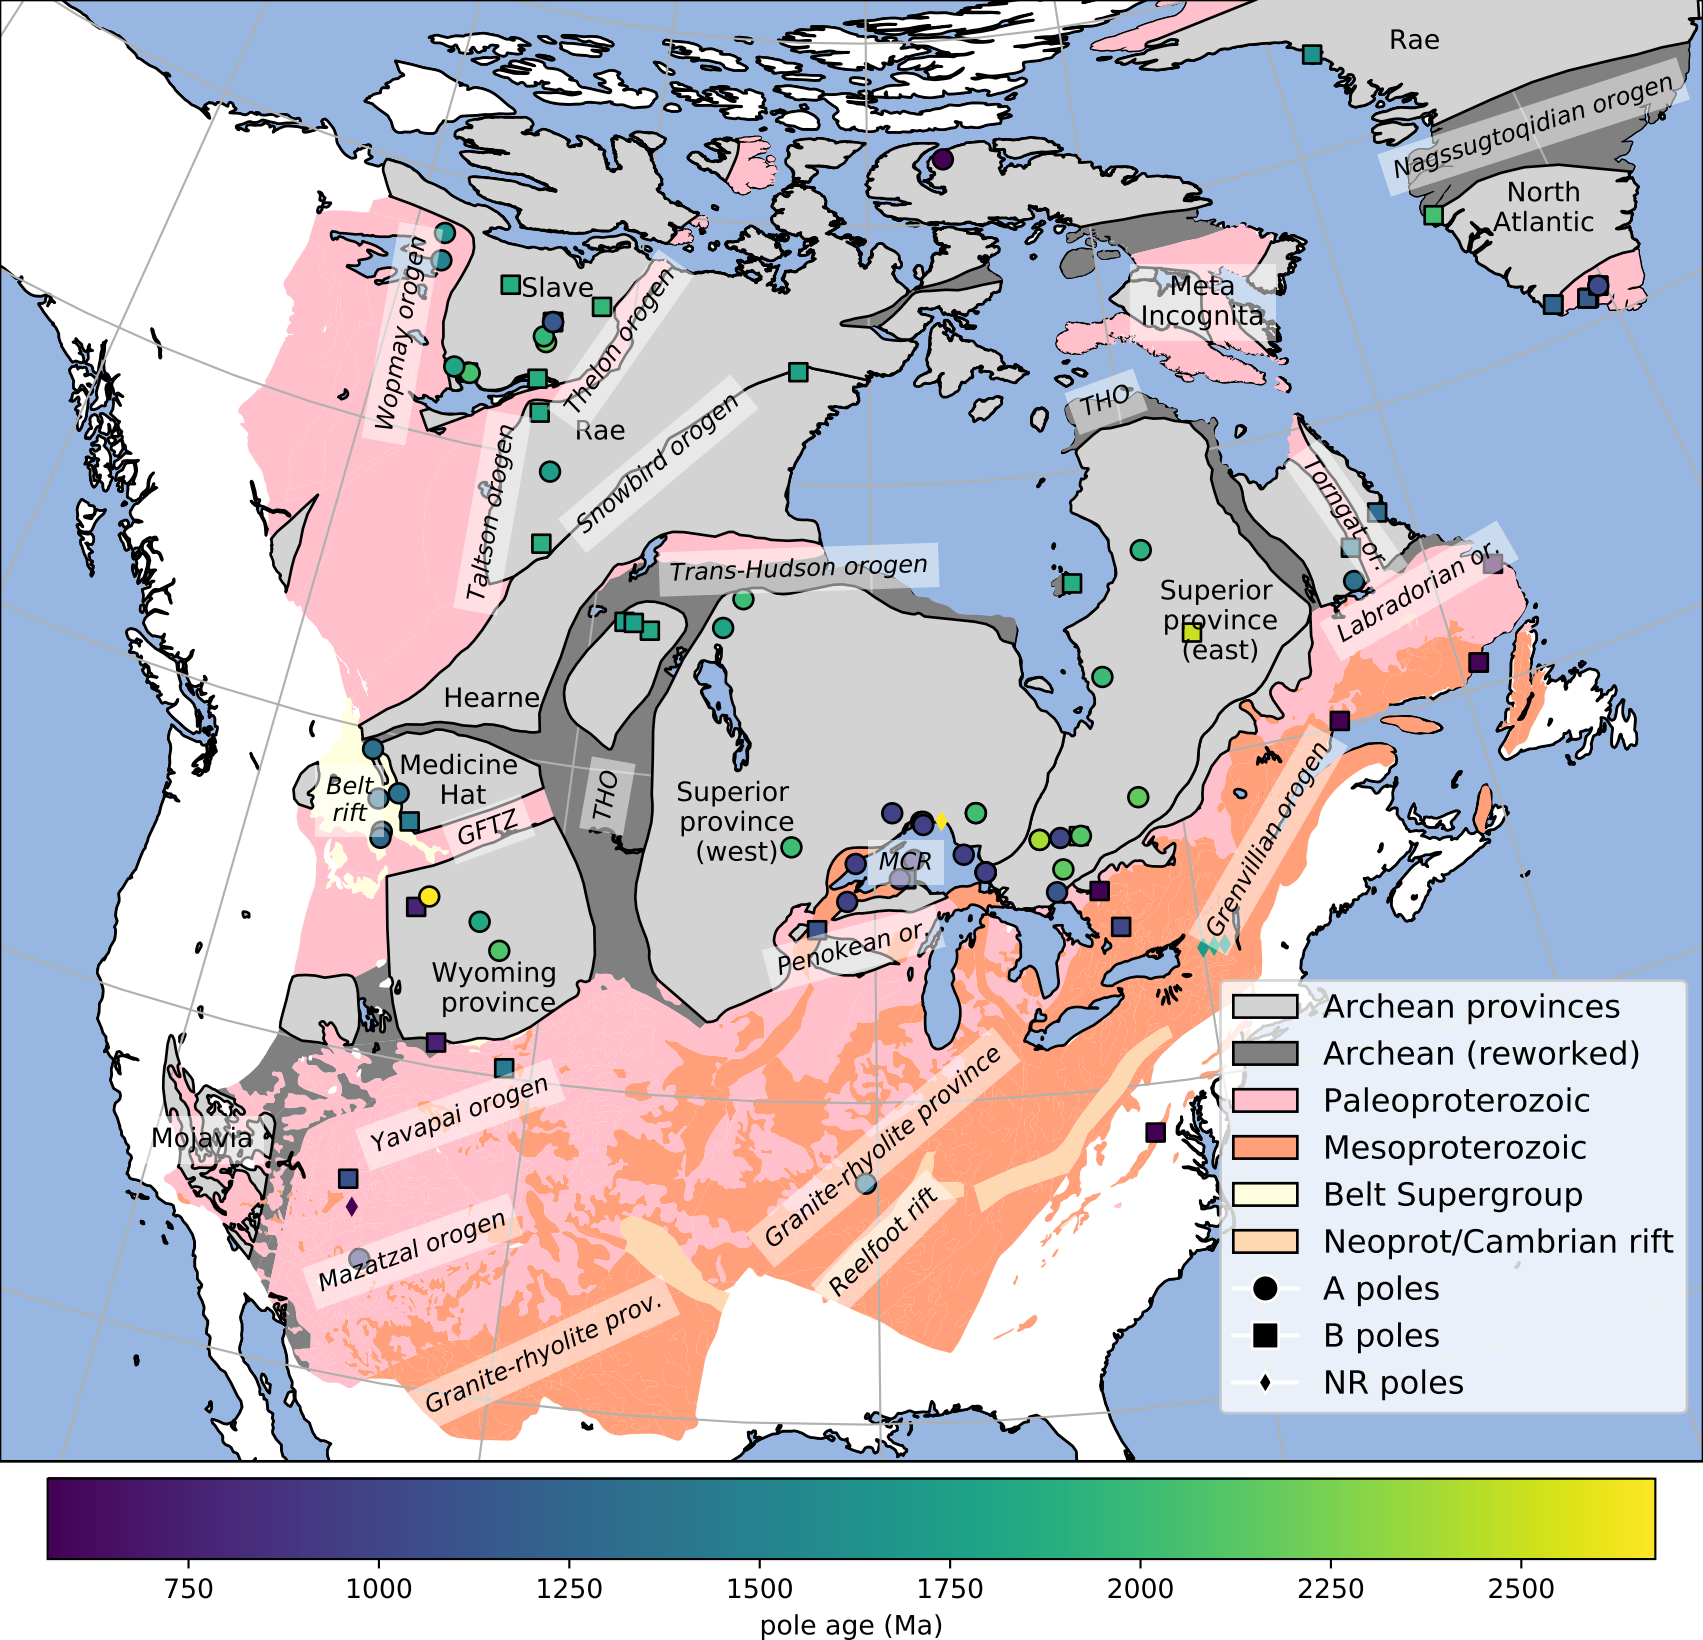 Rae
Nagssugtoqidian orogen
North
Atlantic
Slave
Wopmay orogen
Thelon orogen
Meta
Incognita
THO
Rae
Taltson orogen
Snowbird orogen
Torngat or.
Trans-Hudson orogen
Labradorian or.
Superior
province
(east)
Hearne
Medicine
Hat
Belt
rift
GFTZ
THO
Superior
province
(west)
MCR
Grenvillian orogen
Penokean or.
Wyoming
province
Mojavia
Yavapai orogen
Mazatzal orogen
Granite-rhyolite province
Reelfoot rift
Granite-rhyolite prov.
Archean provinces
Archean (reworked)
Paleoproterozoic
Mesoproterozoic
Belt Supergroup
Neoprot/Cambrian rift
A poles
B poles
NR poles
750 1000 1250 1500 1750 2000 2250 2500
pole age (Ma)